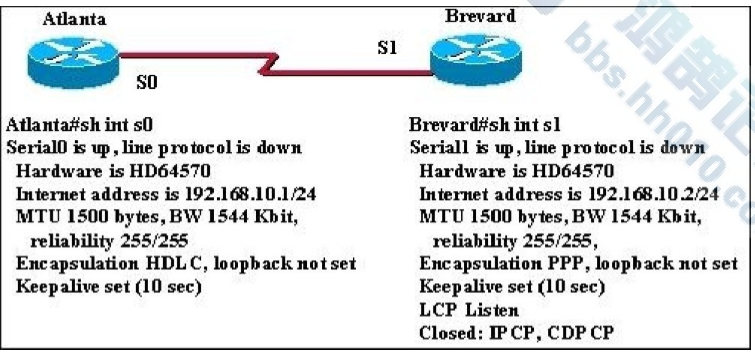 Atlanta
Brevard
S0
S1
Atlanta#sh int s0
Serial0 is up, line protocol is down
Hardware is HD64570
Internet address is 192.168.10.1/24
MTU 1500 bytes, BW 1544 Kbit,
reliability 255/255
Encapsulation HDLC, loopback not set
Keepalive set (10 sec)
Brevard#sh int s1
Serial1 is up, line protocol is down
Hardware is HD64570
Internet address is 192.168.10.2/24
MTU 1500 bytes, BW 1544 Kbit,
reliability 255/255,
Encapsulation PPP, loopback not set
Keepalive set (10 sec)
LCP Listen
Closed: IPCP, CDPCP